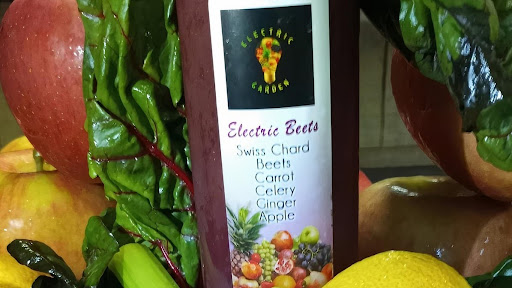 ELECTRIC
GARDEN
Electric Beets
Swiss Chard
Beets
Carrot
Celery
Ginger
Apple